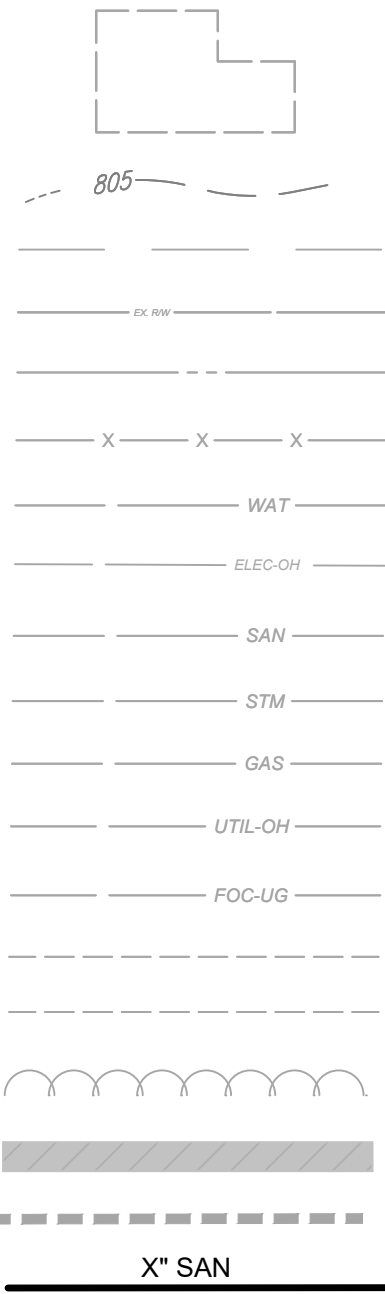 805
EX. R/W
X X X
WAT
ELEC-OH
SAN
STM
GAS
UTIL-OH
FOC-UG
X" SAN